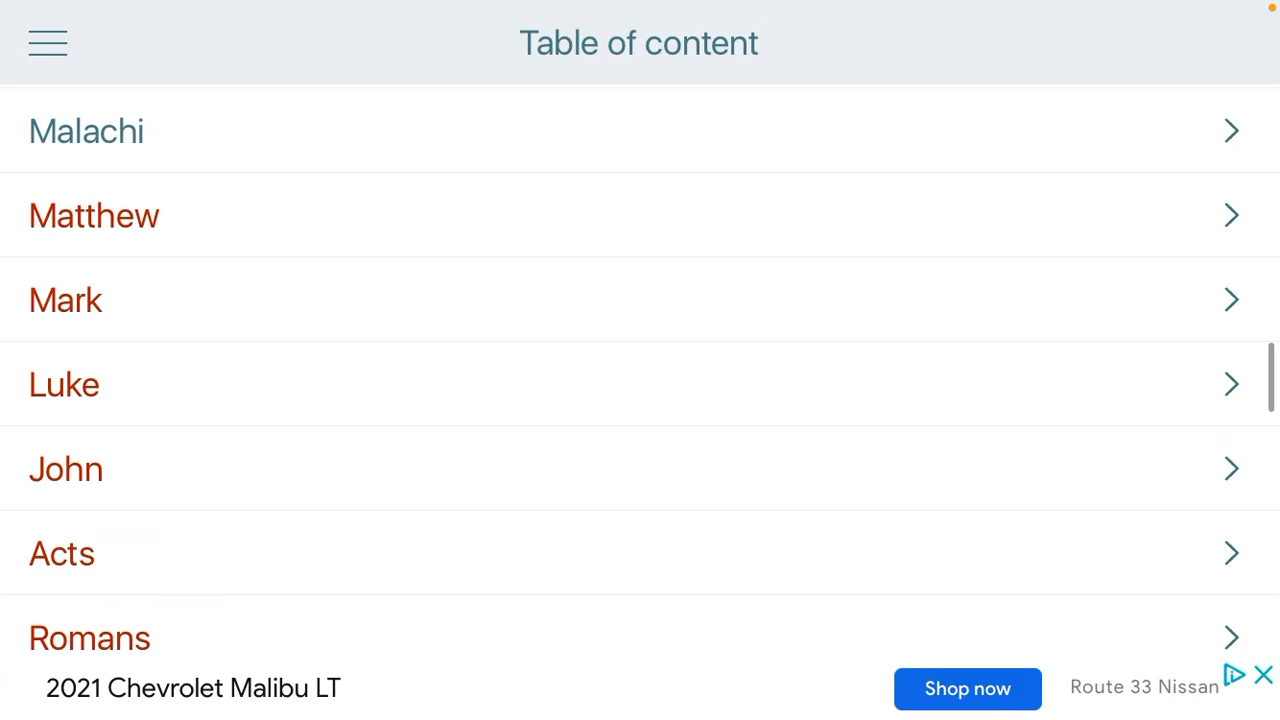 Table of content
Malachi
Matthew
Mark
Luke
John
Acts
Romans
2021 Chevrolet Malibu LT
Shop now
Route 33 Nissan